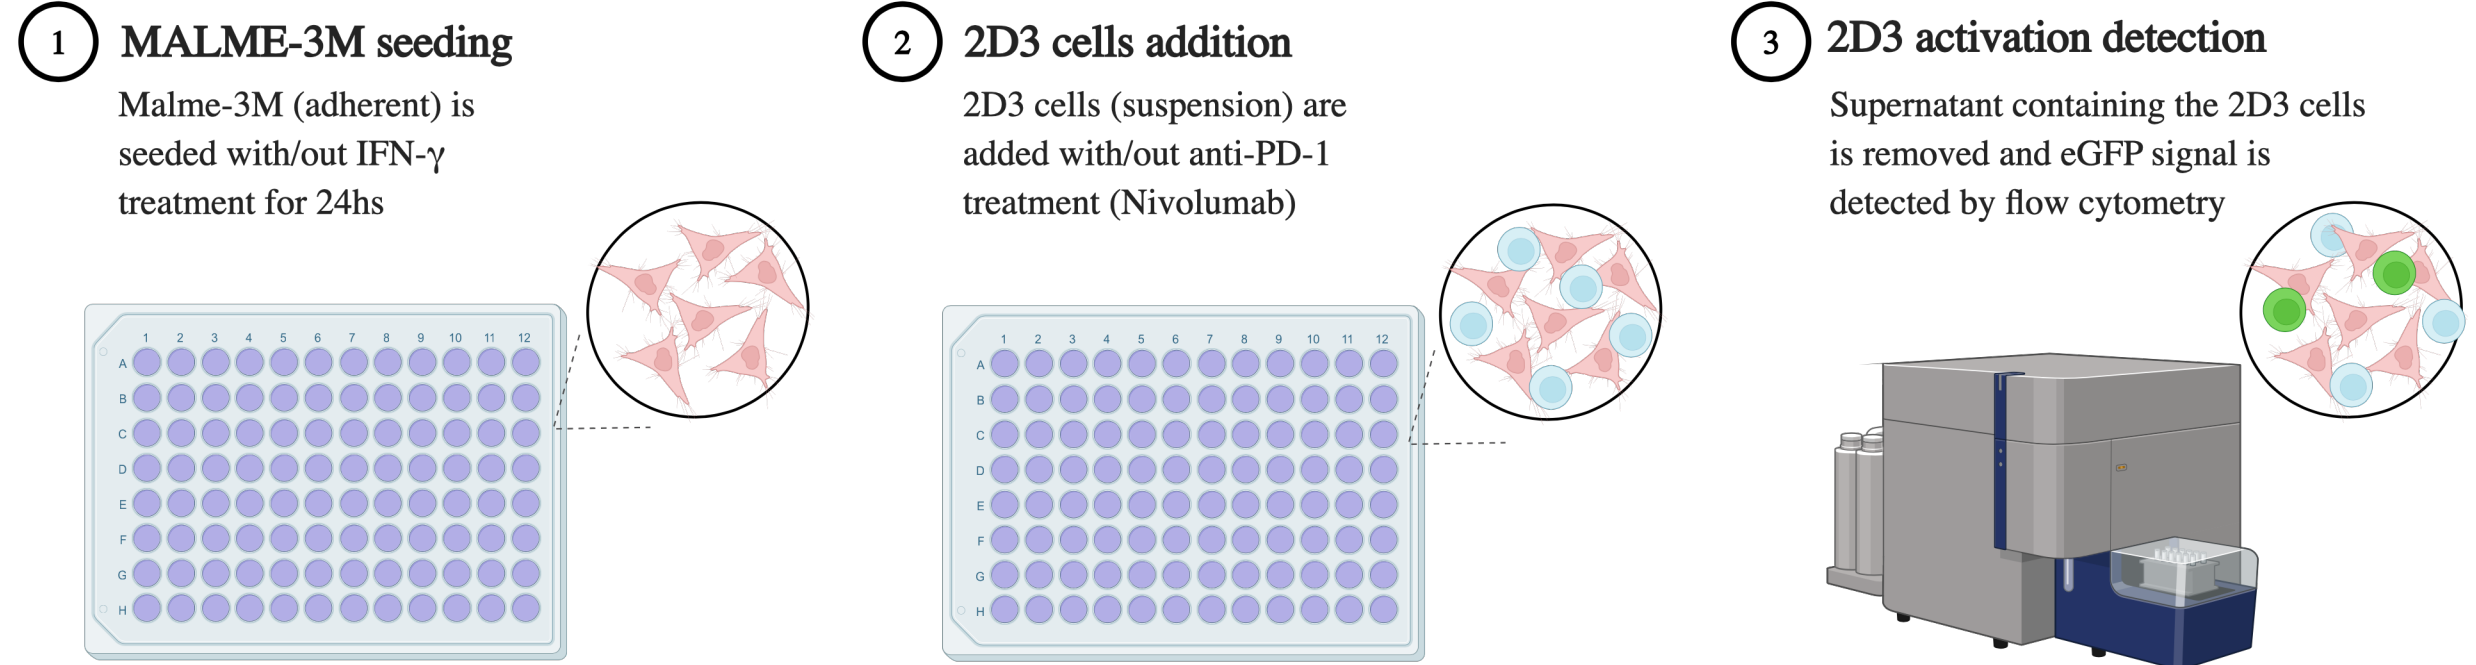 1
MALME-3M seeding
Malme-3M (adherent) is
seeded with/out IFN-γ
treatment for 24hs
1 2 3 4 5 6 7 8 9 10 11 12
A
B
C
D
E
F
G
H
2
2D3 cells addition
2D3 cells (suspension) are
added with/out anti-PD-1
treatment (Nivolumab)
1 2 3 4 5 6 7 8 9 10 11 12
A
B
C
D
E
F
G
H
3
2D3 activation detection
Supernatant containing the 2D3 cells
is removed and eGFP signal is
detected by flow cytometry